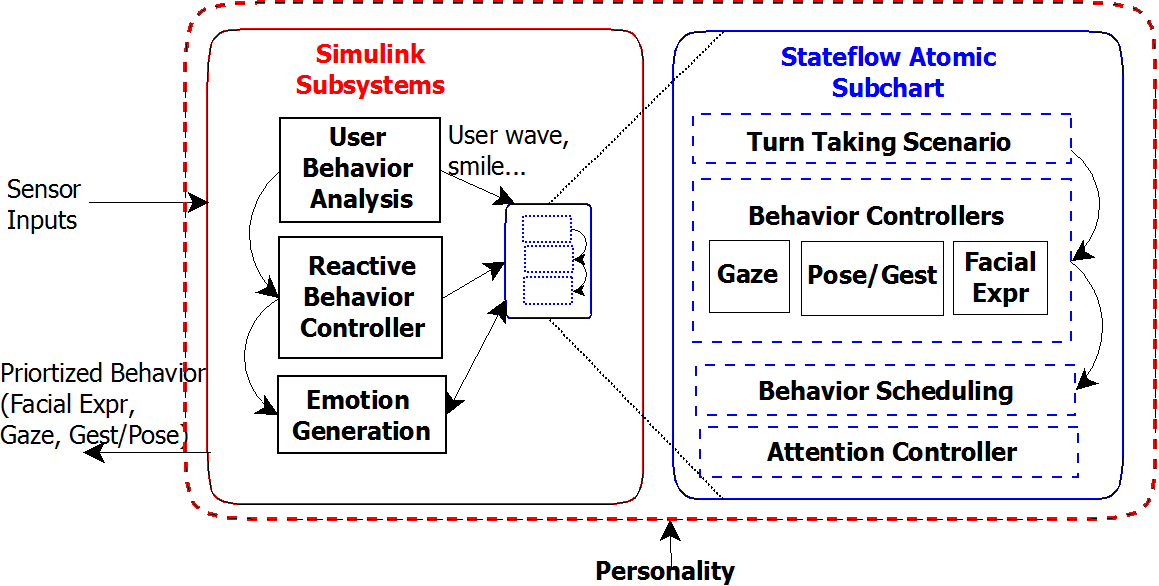 Simulink
Subsystems
User
Behavior
Analysis
User wave,
smile...
Sensor
Inputs
Reactive
Behavior
Controller
Priortized Behavior
(Facial Expr,
Gaze, Gest/Pose)
Emotion
Generation
Stateflow Atomic
Subchart
Turn Taking Scenario
Behavior Controllers
Gaze
Pose/Gest
Facial
Expr
Behavior Scheduling
Attention Controller
Personality